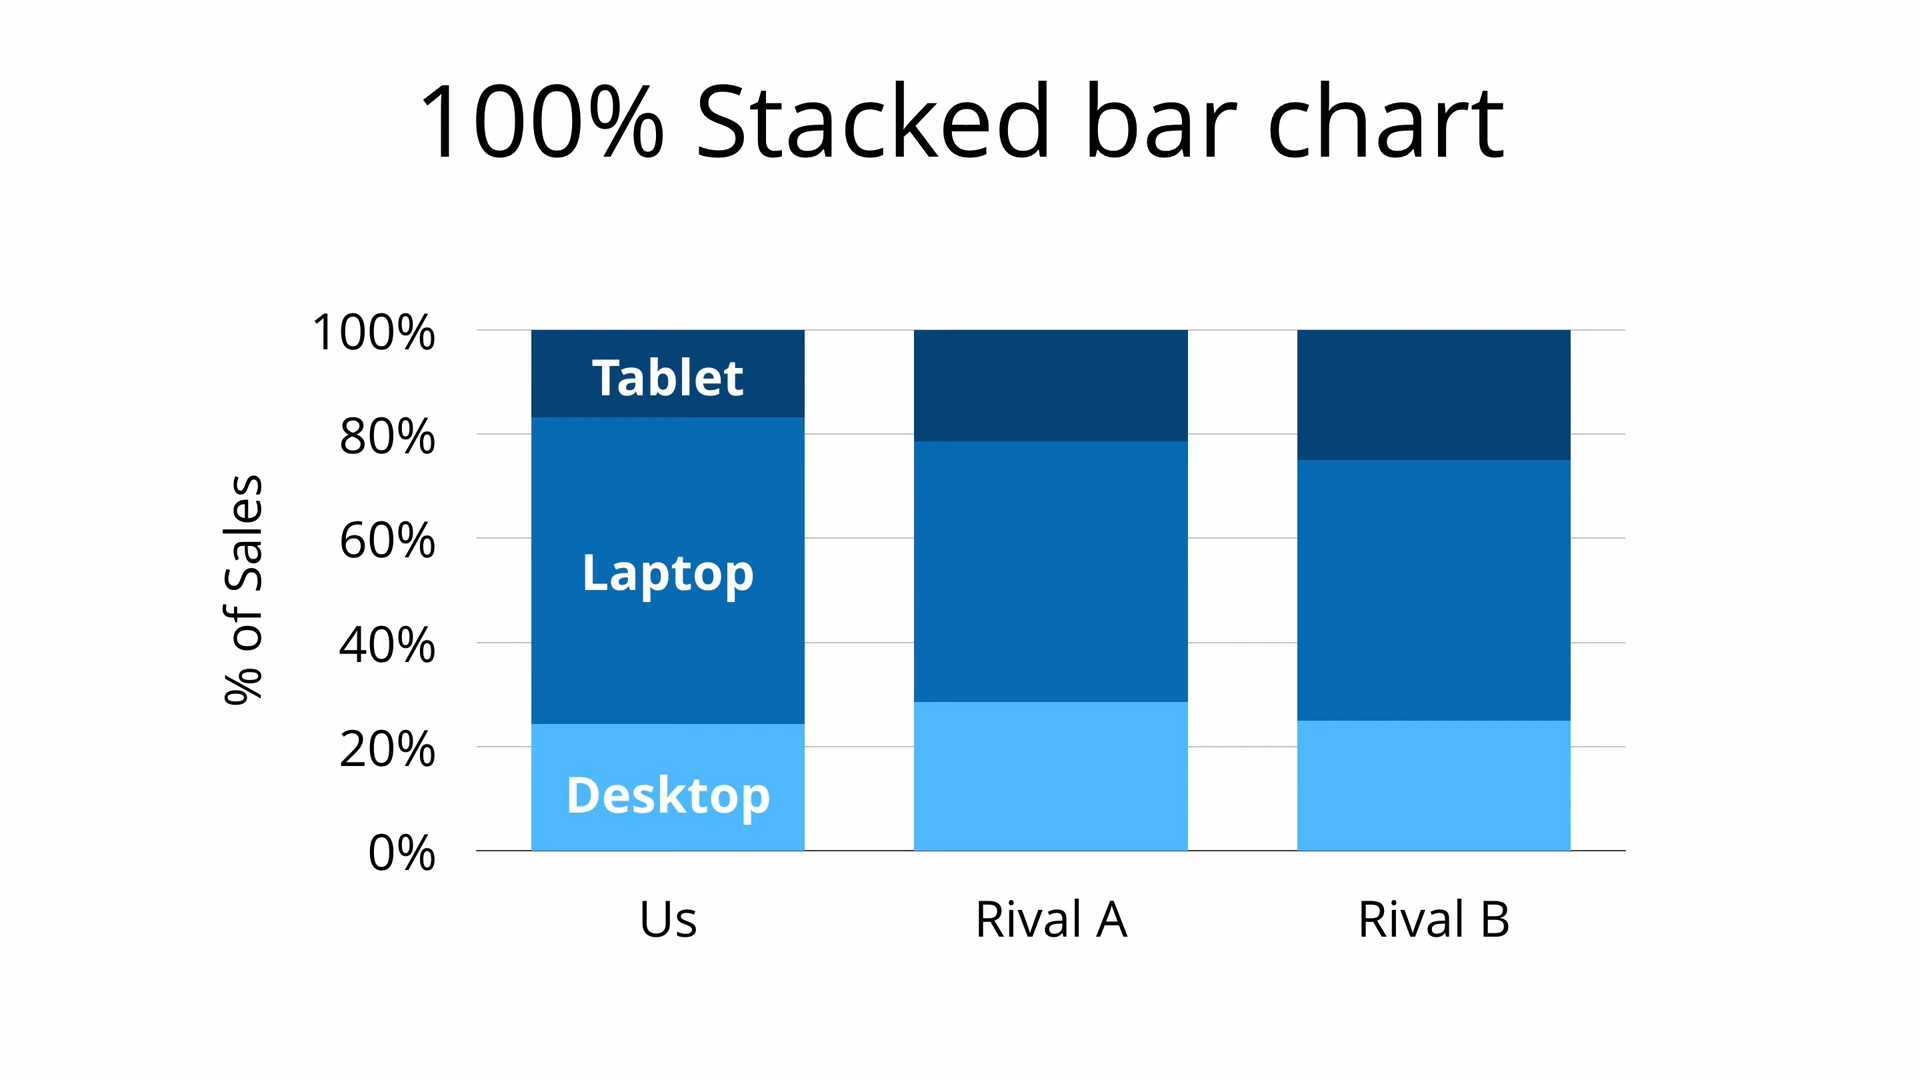 100% Stacked bar chart
100%
80%
60%
40%
20%
0%
% of Sales
Tablet
Laptop
Desktop
Us
Rival A
Rival B